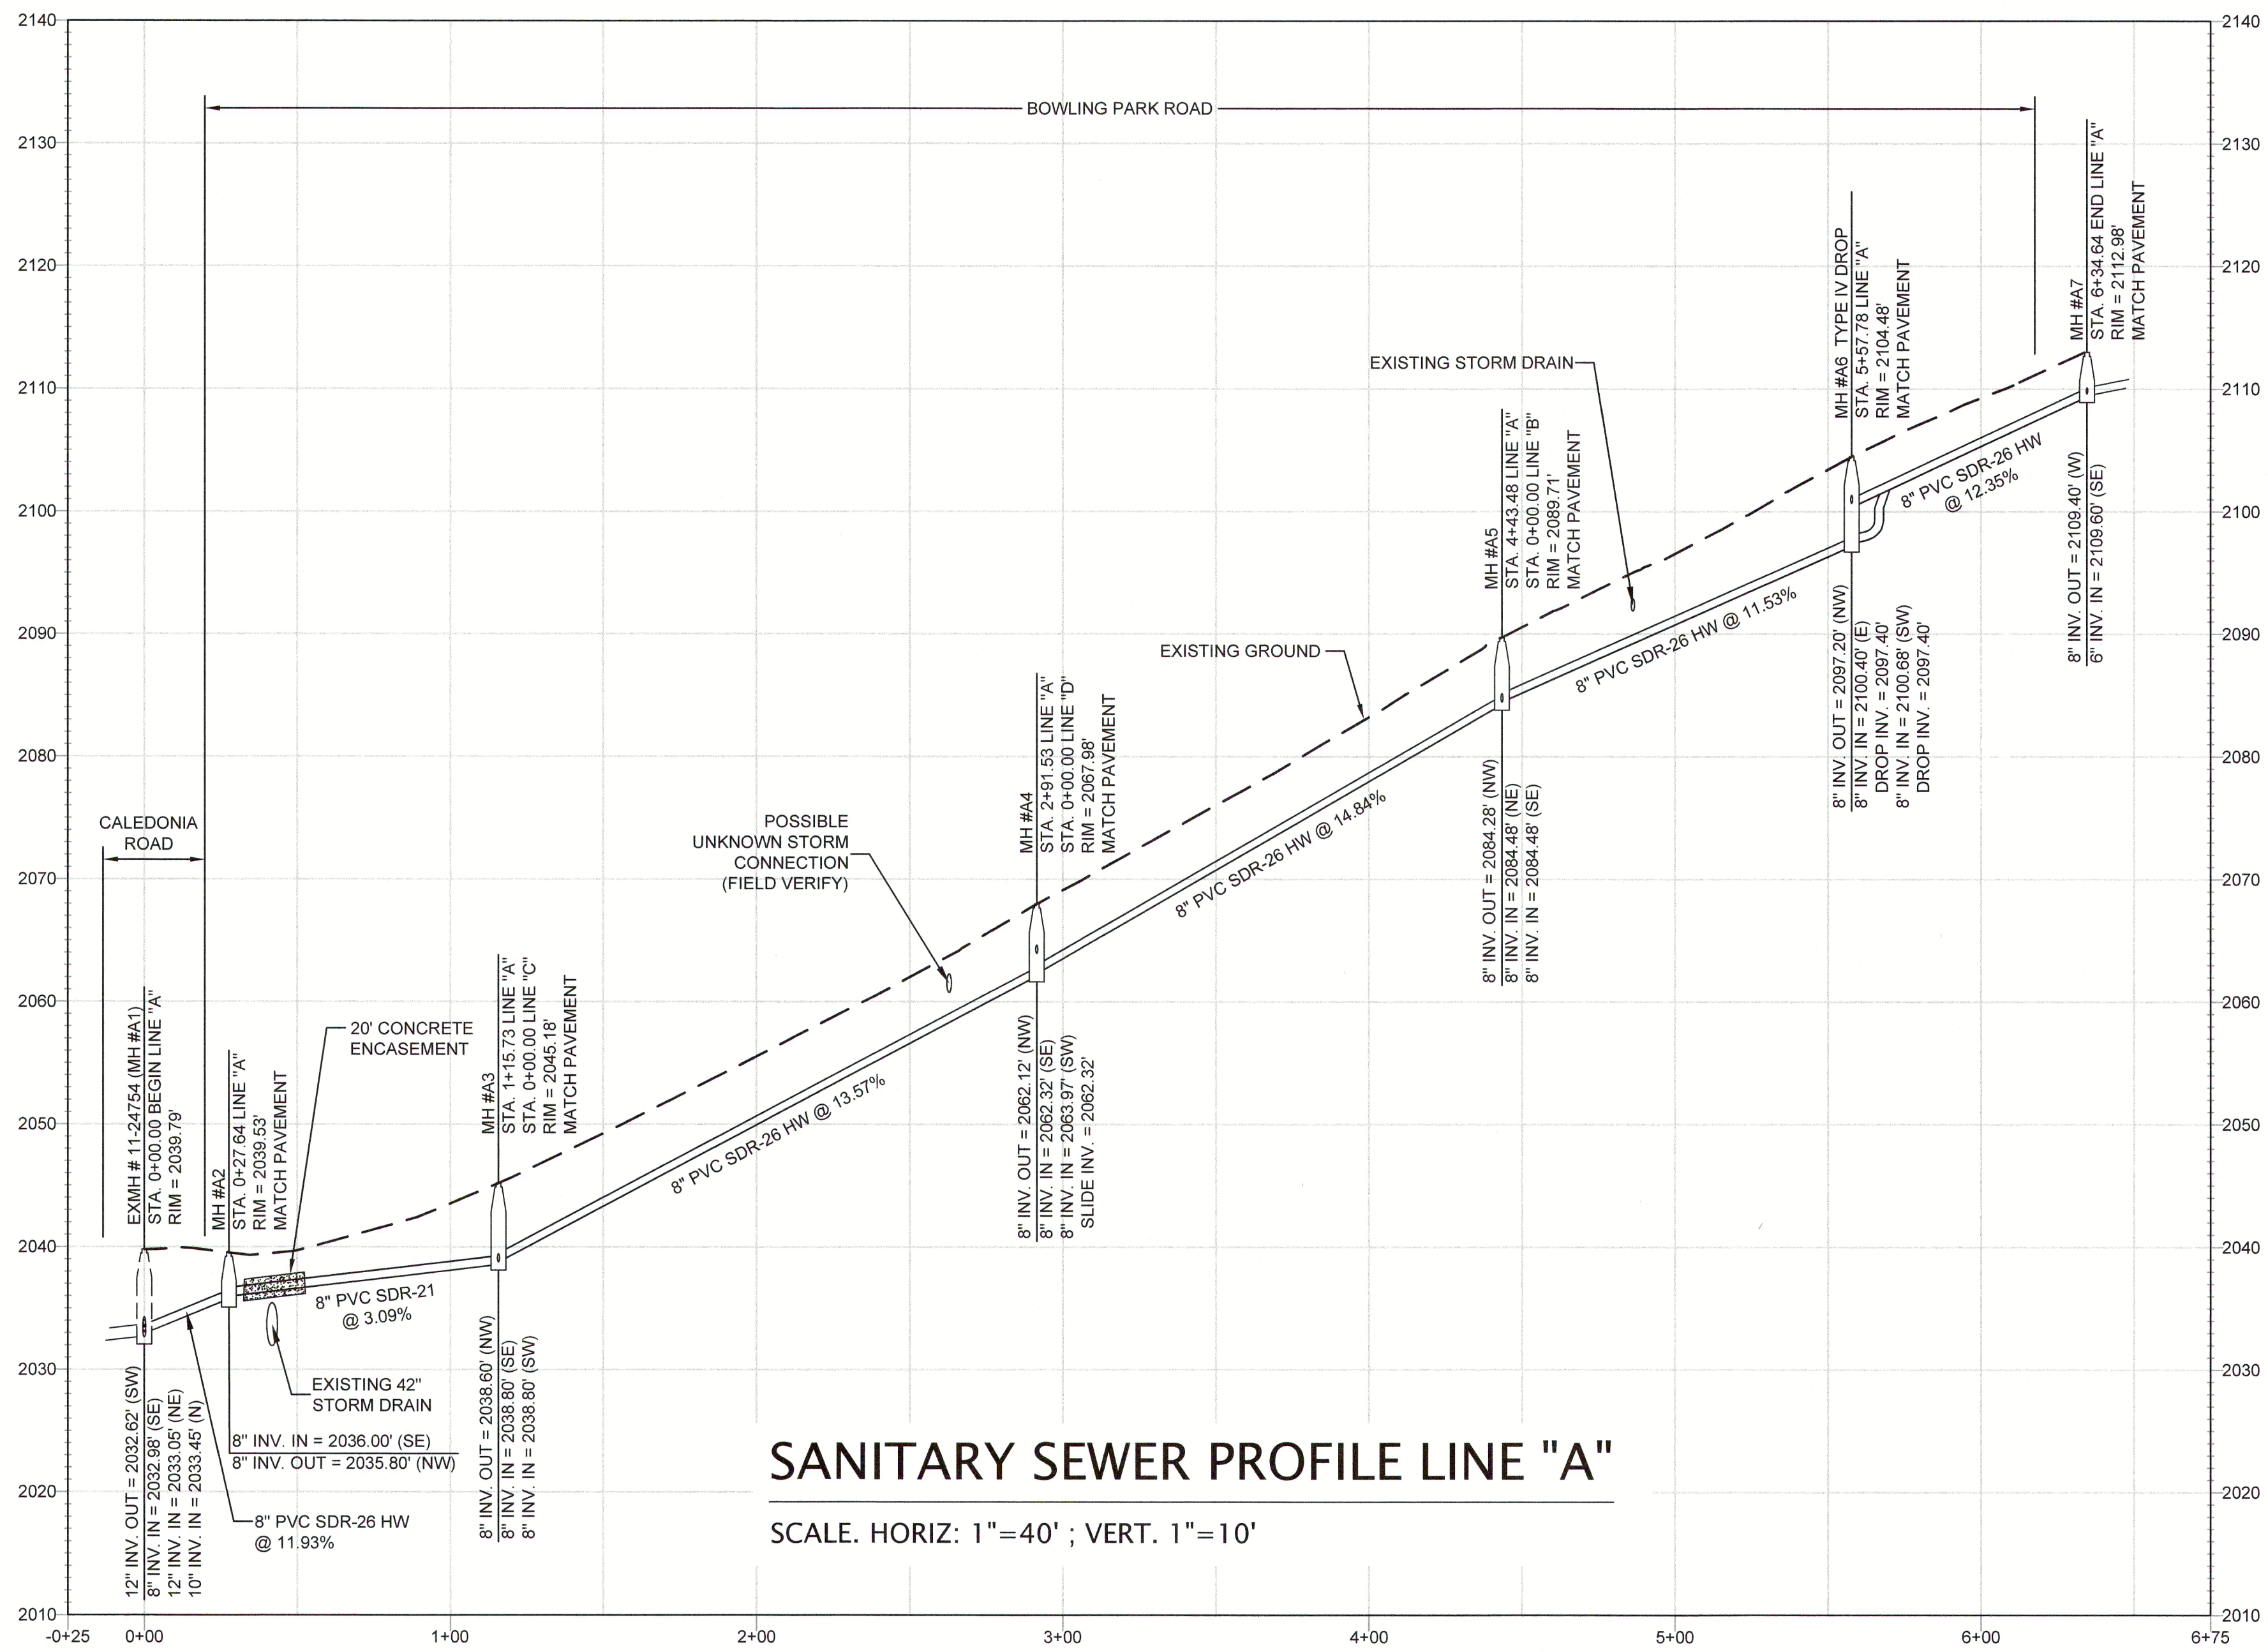 2140
2130
2120
2110
2100
2090
2080
2070
2060
2050
2040
2030
2020
2010
2140
2130
2120
2110
2100
2090
2080
2070
2060
2050
2040
2030
2020
2010
-0+25
0+00
1+00
2+00
3+00
4+00
5+00
6+00
6+75
BOWLING PARK ROAD
CALEDONIA
ROAD
EXMH # 11-24754 (MH #A1)
STA. 0+00.00 BEGIN LINE "A"
RIM = 2039.79'
12" INV. OUT = 2032.62' (SW)
8" INV. IN = 2032.98' (SE)
12" INV. IN = 2033.05' (NE)
10" INV. IN = 2033.45' (N)
MH #A2
STA. 0+27.64 LINE "A"
RIM = 2039.53'
MATCH PAVEMENT
8" INV. IN = 2036.00' (SE)
8" INV. OUT = 2035.80' (NW)
8" PVC SDR-26 HW
@ 11.93%
20' CONCRETE
ENCASEMENT
8" PVC SDR-21
@ 3.09%
EXISTING 42"
STORM DRAIN
MH #A3
STA. 1+15.73 LINE "A"
STA. 0+00.00 LINE "C"
RIM = 2045.18'
MATCH PAVEMENT
8" INV. OUT = 2038.60' (NW)
8" INV. IN = 2038.80' (SE)
8" INV. IN = 2038.80' (SW)
8" PVC SDR-26 HW @ 13.57%
POSSIBLE
UNKNOWN STORM
CONNECTION
(FIELD VERIFY)
MH #A4
STA. 2+91.53 LINE "A"
STA. 0+00.00 LINE "D"
RIM = 2067.98'
MATCH PAVEMENT
8" INV. OUT = 2062.12' (NW)
8" INV. IN = 2062.32' (SE)
8" INV. IN = 2063.97' (SW)
SLIDE INV. = 2062.32'
8" PVC SDR-26 HW @ 14.84%
EXISTING GROUND
MH #A5
STA. 4+43.48 LINE "A"
STA. 0+00.00 LINE "B"
RIM = 2089.71'
MATCH PAVEMENT
8" INV. OUT = 2084.28' (NW)
8" INV. IN = 2084.48' (NE)
8" INV. IN = 2084.48' (SE)
EXISTING STORM DRAIN
8" PVC SDR-26 HW @ 11.53%
MH #A6 TYPE IV DROP
STA. 5+57.78 LINE "A"
RIM = 2104.48'
MATCH PAVEMENT
8" INV. OUT = 2097.20' (NW)
8" INV. IN = 2100.40' (E)
DROP INV. = 2097.40'
8" INV. IN = 2100.68' (SW)
DROP INV. = 2097.40'
8" PVC SDR-26 HW
@ 12.35%
MH #A7
STA. 6+34.64 END LINE "A"
RIM = 2112.98'
MATCH PAVEMENT
8" INV. OUT = 2109.40' (W)
6" INV. IN = 2109.60' (SE)
SANITARY SEWER PROFILE LINE "A"
SCALE. HORIZ: 1"=40' ; VERT. 1"=10'